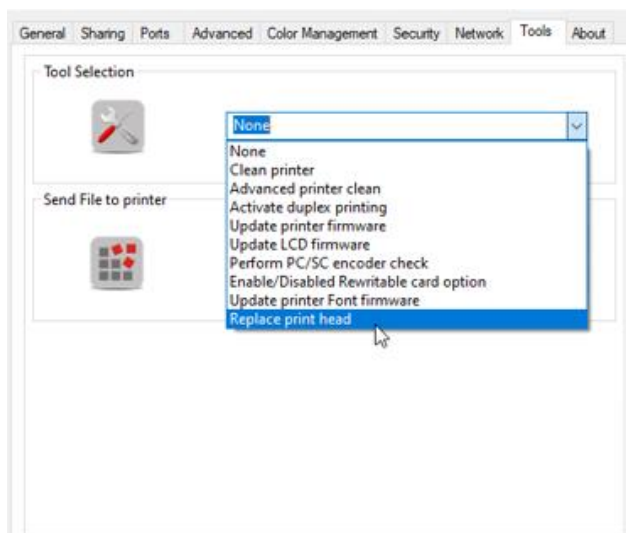 General Sharing Ports Advanced Color Management Security Network Tools About
Tool Selection
None
None
Clean printer
Advanced printer clean
Activate duplex printing
Update printer firmware
Update LCD firmware
Perform PC/SC encoder check
Enable/Disabled Rewritable card option
Update printer Font firmware
Replace print head
Send File to printer